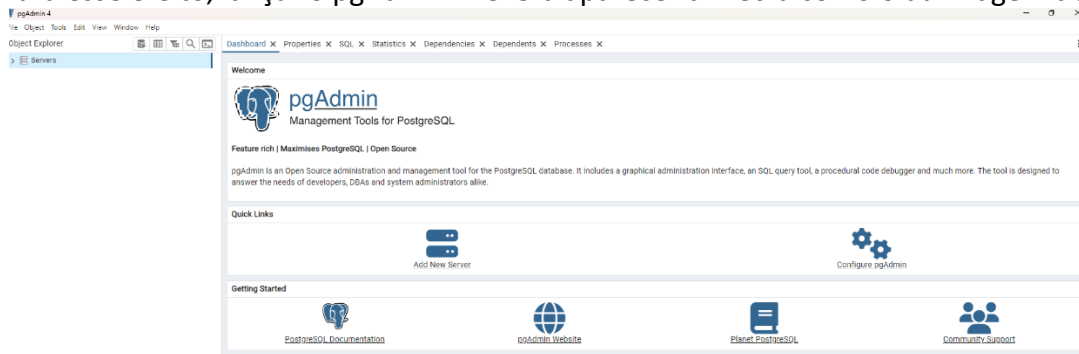 pgAdmin 4
File Object Tools Edit View Window Help
Object Explorer
Dashboard X Properties X SQL X Statistics X Dependencies X Dependents X Processes X
Servers
Welcome
pgAdmin
Management Tools for PostgreSQL
Feature rich | Maximises PostgreSQL | Open Source
pgAdmin is an Open Source administration and management tool for the PostgreSQL database. It includes a graphical administration interface, an SQL query tool, a procedural code debugger and much more. The tool is designed to
answer the needs of developers, DBAs and system administrators alike.
Quick Links
Add New Server
Configure pgAdmin
Getting Started
PostgreSQL Documentation
pgAdmin Website
Planet PostgreSQL
Community Support